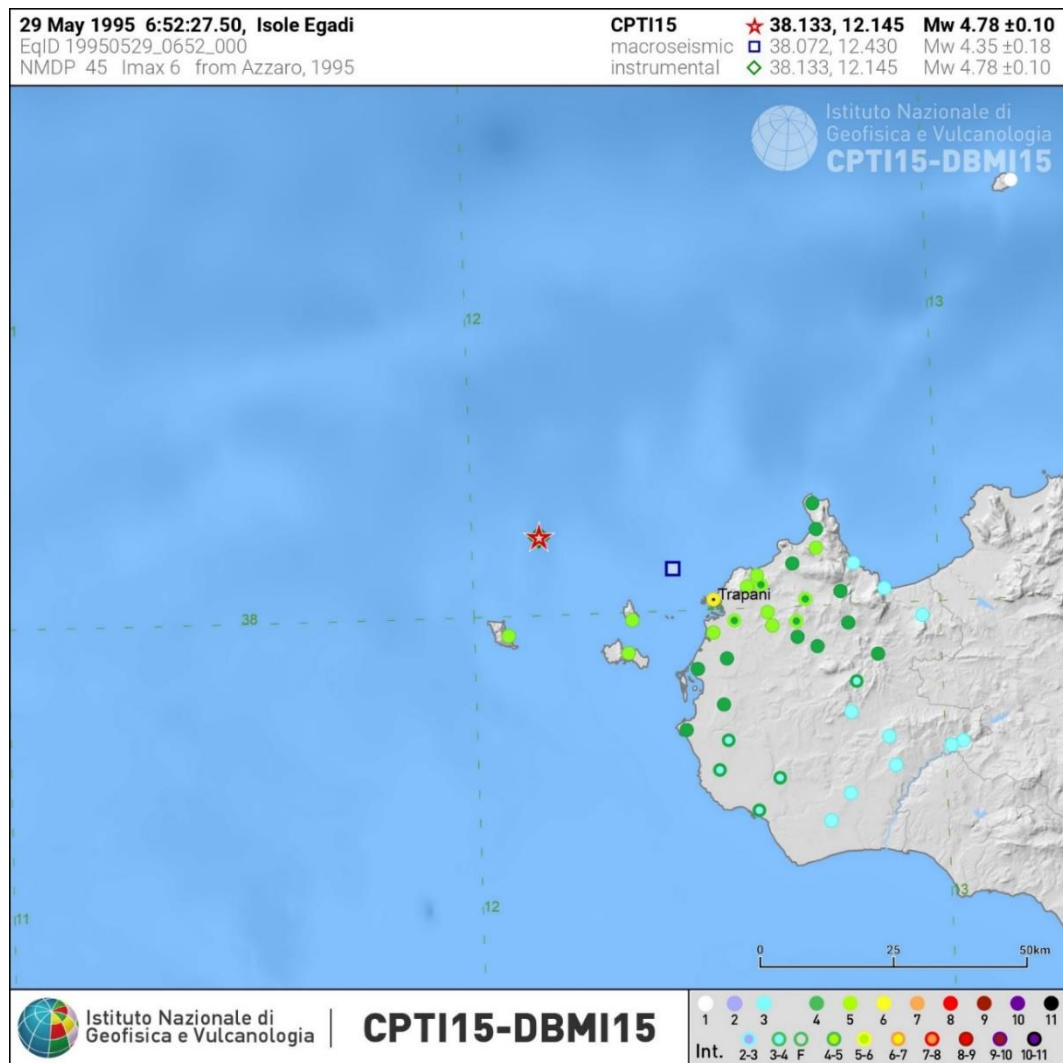 29 May 1995 6:52:27.50, Isole Egadi
EqID 19950529_0652_000
NMDP 45 Imax 6 from Azzaro, 1995
CPTI15 38.133, 12.145 Mw 4.78 ±0.10
macroseismic 38.072, 12.430 Mw 4.35 ±0.18
instrumental 38.133, 12.145 Mw 4.78 ±0.10
Istituto Nazionale di
Geofisica e Vulcanologia
CPTI15-DBMI15
13
12
1
Trapani
38
11
12
13
0 25 50km
Istituto Nazionale di
Geofisica e Vulcanologia
CPTI15-DBMI15
1 2 3 4 5 6 7 8 9 10 11
Int. 2-3 3-4 F 4-5 5-6 6-7 7-8 8-9 9-10 10-11